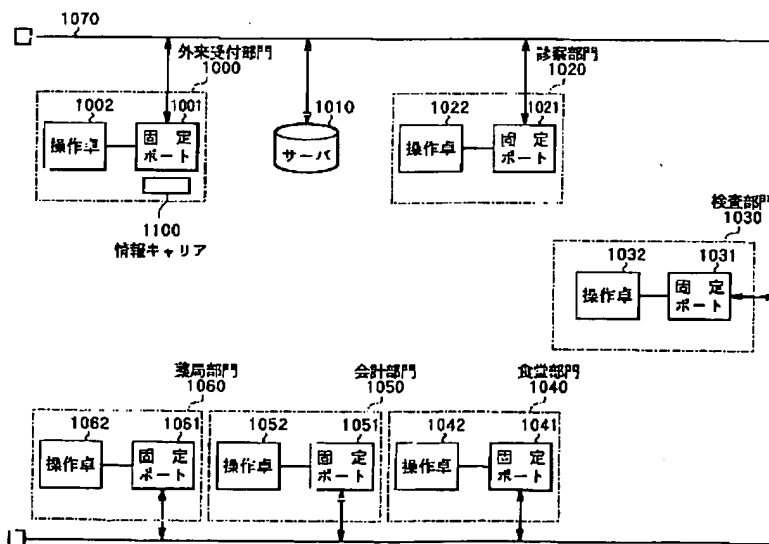 1070
外来受付部門
1000
1002
1001
操作卓
固定
ポート
1100
情報キャリア
1010
サーバ
診察部門
1020
1022
1021
操作卓
固定
ポート
検査部門
1030
1032
1031
操作卓
固定
ポート
薬局部門
1060
1062
1061
操作卓
固定
ポート
会計部門
1050
1052
1051
操作卓
固定
ポート
食堂部門
1040
1042
1041
操作卓
固定
ポート